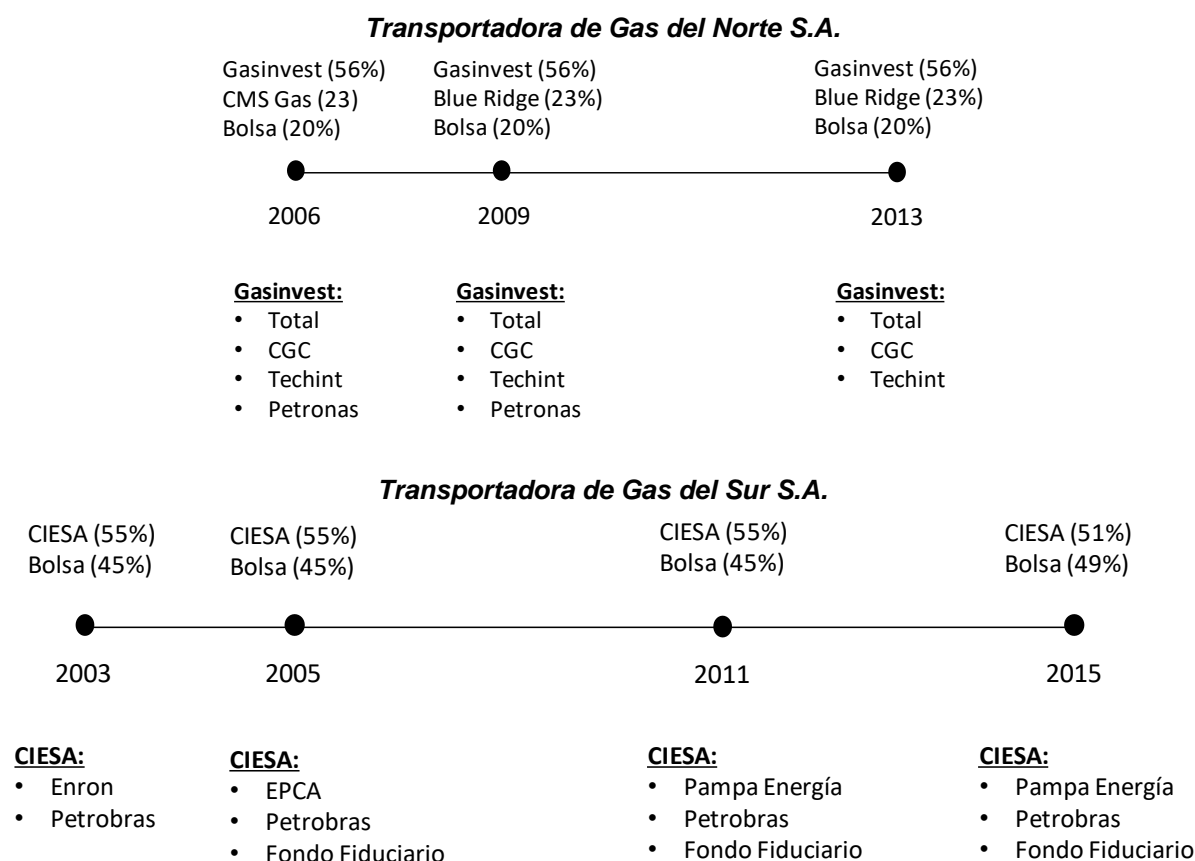 Transportadora de Gas del Norte S.A.
Gasinvest (56%)
CMS Gas (23)
Bolsa (20%)
Gasinvest (56%)
Blue Ridge (23%)
Bolsa (20%)
Gasinvest (56%)
Blue Ridge (23%)
Bolsa (20%)
2006
2009
2013
Gasinvest:
• Total
• CGC
• Techint
• Petronas
Gasinvest:
• Total
• CGC
• Techint
• Petronas
Gasinvest:
• Total
• CGC
• Techint
Transportadora de Gas del Sur S.A.
CIESA (55%)
Bolsa (45%)
CIESA (55%)
Bolsa (45%)
CIESA (55%)
Bolsa (45%)
CIESA (51%)
Bolsa (49%)
2003
2005
2011
2015
CIESA:
• Enron
• Petrobras
CIESA:
• EPCA
• Petrobras
• Fondo Fiduciario
CIESA:
• Pampa Energía
• Petrobras
• Fondo Fiduciario
CIESA:
• Pampa Energía
• Petrobras
• Fondo Fiduciario